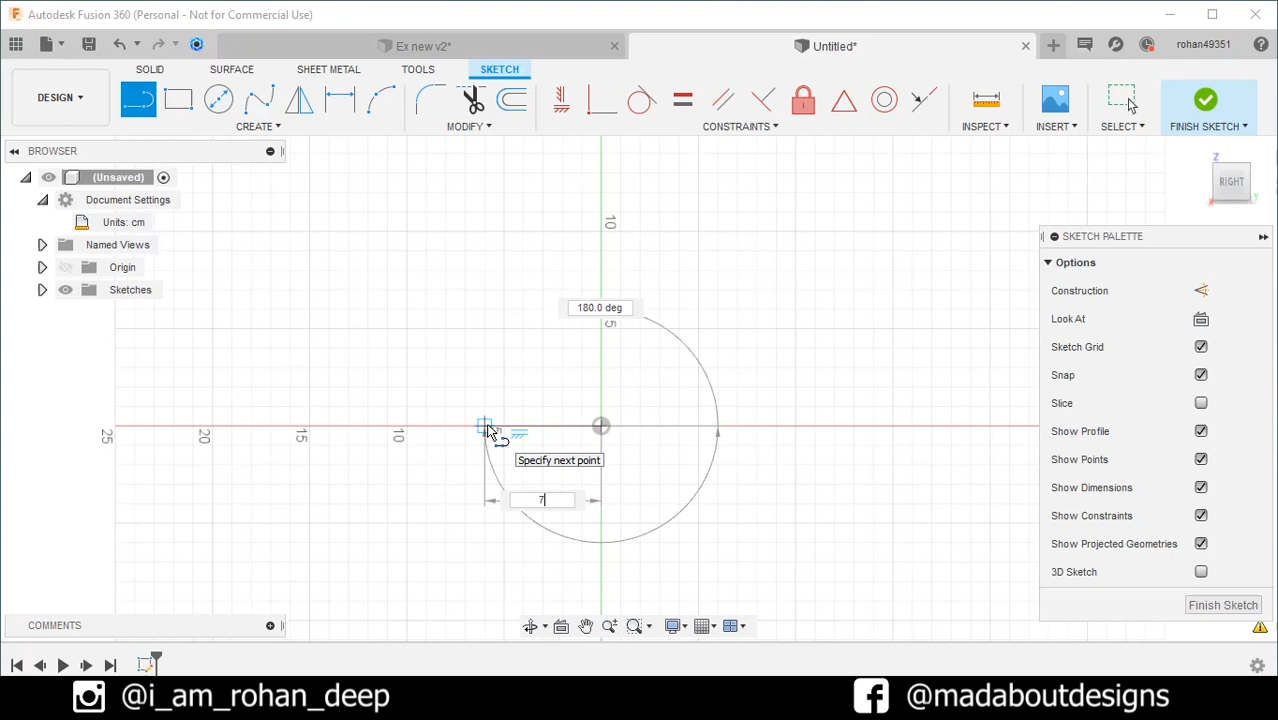 Autodesk Fusion 360 (Personal - Not for Commercial Use)
Ex new v2*
Untitled*
rohan49351
SOLID SURFACE SHEET METAL TOOLS SKETCH
DESIGN
CREATE MODIFY CONSTRAINTS INSPECT INSERT SELECT FINISH SKETCH
BROWSER
(Unsaved)
Document Settings
Units: cm
Named Views
Origin
Sketches
Z
RIGHT
X
Y
10
5
180.0 deg
25
20
15
10
5
Specify next point
7
SKETCH PALETTE
Options
Construction
Look At
Sketch Grid
Snap
Slice
Show Profile
Show Points
Show Dimensions
Show Constraints
Show Projected Geometries
3D Sketch
Finish Sketch
COMMENTS
@i_am_rohan_deep
@madaboutdesigns